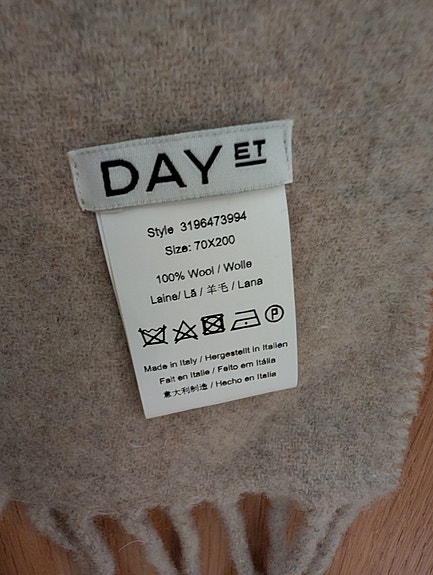 DAY ET
Style 3196473994
Size: 70X200
100% Wool / Wolle
Laine/ Lã / 羊毛 / Lana
P
Made in Italy / Hergestellt in Italien
Fait en Italie / Feito em Itália
意大利制造 / Hecho en Italia